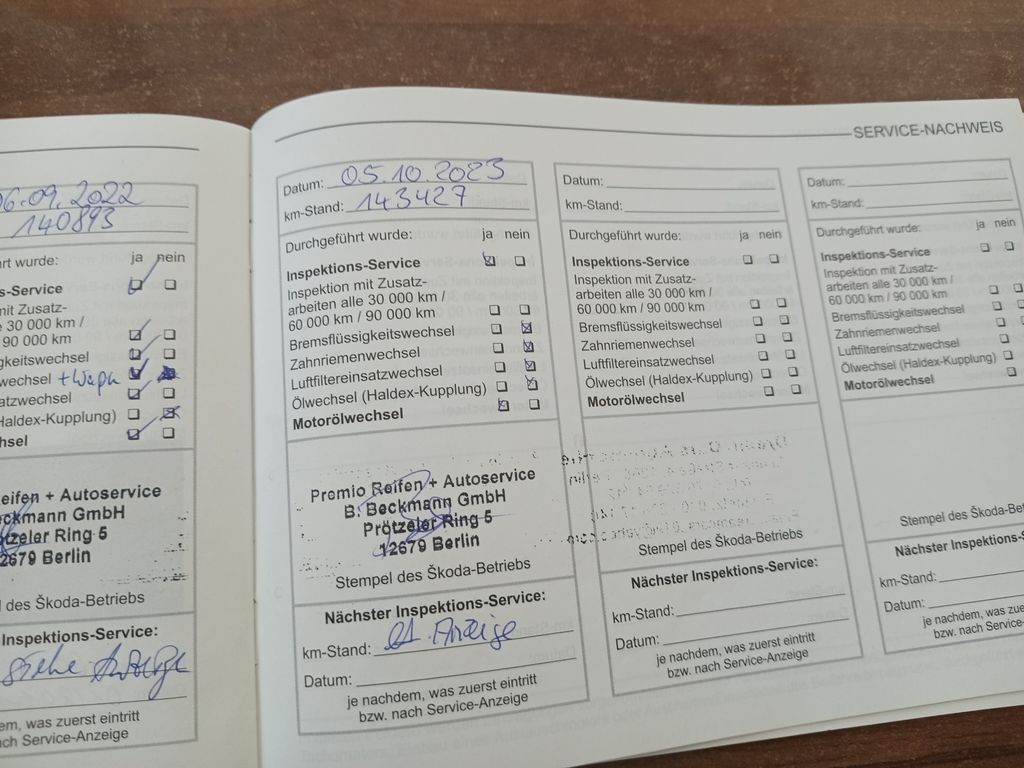 06.09.2022
140893
rt wurde: ja nein
s-Service
mit Zusatz-
e 30 000 km /
90 000 km
gkeitswechsel
wechsel + Wapu
atzwechsel
Haldex-Kupplung)
hsel
Reifen + Autoservice
eckmann GmbH
tzeler Ring 5
2679 Berlin
l des Škoda-Betriebs
Inspektions-Service:
siehe Anzeige
em, was zuerst eintritt
ach Service-Anzeige
SERVICE-NACHWEIS
Datum: 05.10.2023
km-Stand: 143427
Durchgeführt wurde: ja nein
Inspektions-Service
Inspektion mit Zusatz-
arbeiten alle 30 000 km /
60 000 km / 90 000 km
Bremsflüssigkeitswechsel
Zahnriemenwechsel
Luftfiltereinsatzwechsel
Ölwechsel (Haldex-Kupplung)
Motorölwechsel
Premio Reifen + Autoservice
B. Beckmann GmbH
Prötzeler Ring 5
12679 Berlin
Stempel des Škoda-Betriebs
Nächster Inspektions-Service:
km-Stand: lt. Anzeige
Datum:
je nachdem, was zuerst eintritt
bzw. nach Service-Anzeige
Datum:
km-Stand:
Durchgeführt wurde: ja nein
Inspektions-Service
Inspektion mit Zusatz-
arbeiten alle 30 000 km /
60 000 km / 90 000 km
Bremsflüssigkeitswechsel
Zahnriemenwechsel
Luftfiltereinsatzwechsel
Ölwechsel (Haldex-Kupplung)
Motorölwechsel
Stempel des Škoda-Betriebs
Nächster Inspektions-Service:
km-Stand:
Datum:
je nachdem, was zuerst eintritt
bzw. nach Service-Anzeige
Datum:
km-Stand:
Durchgeführt wurde: ja nein
Inspektions-Service
Inspektion mit Zusatz-
arbeiten alle 30 000 km /
60 000 km / 90 000 km
Bremsflüssigkeitswechsel
Zahnriemenwechsel
Luftfiltereinsatzwechsel
Ölwechsel (Haldex-Kupplung)
Motorölwechsel
Stempel des Škoda-Bet
Nächster Inspektions-S
km-Stand:
Datum:
je nachdem, was zue
bzw. nach Service-